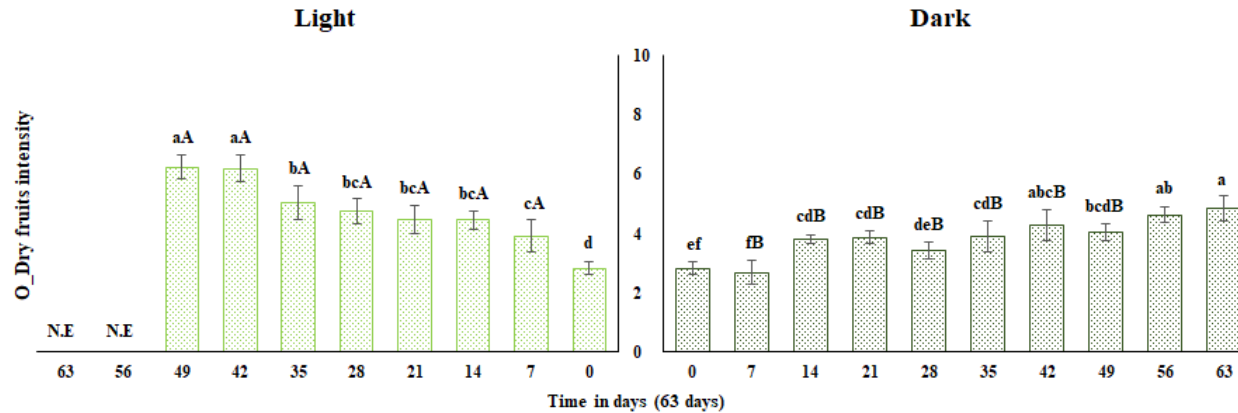 Light Dark
O_Dry fruits intensity
10
8
6
4
2
0
aA aA bA bcA bcA bcA cA d
N.E N.E
ef fB cdB cdB deB cdB abcB bcdB ab a
63 56 49 42 35 28 21 14 7 0
0 7 14 21 28 35 42 49 56 63
Time in days (63 days)